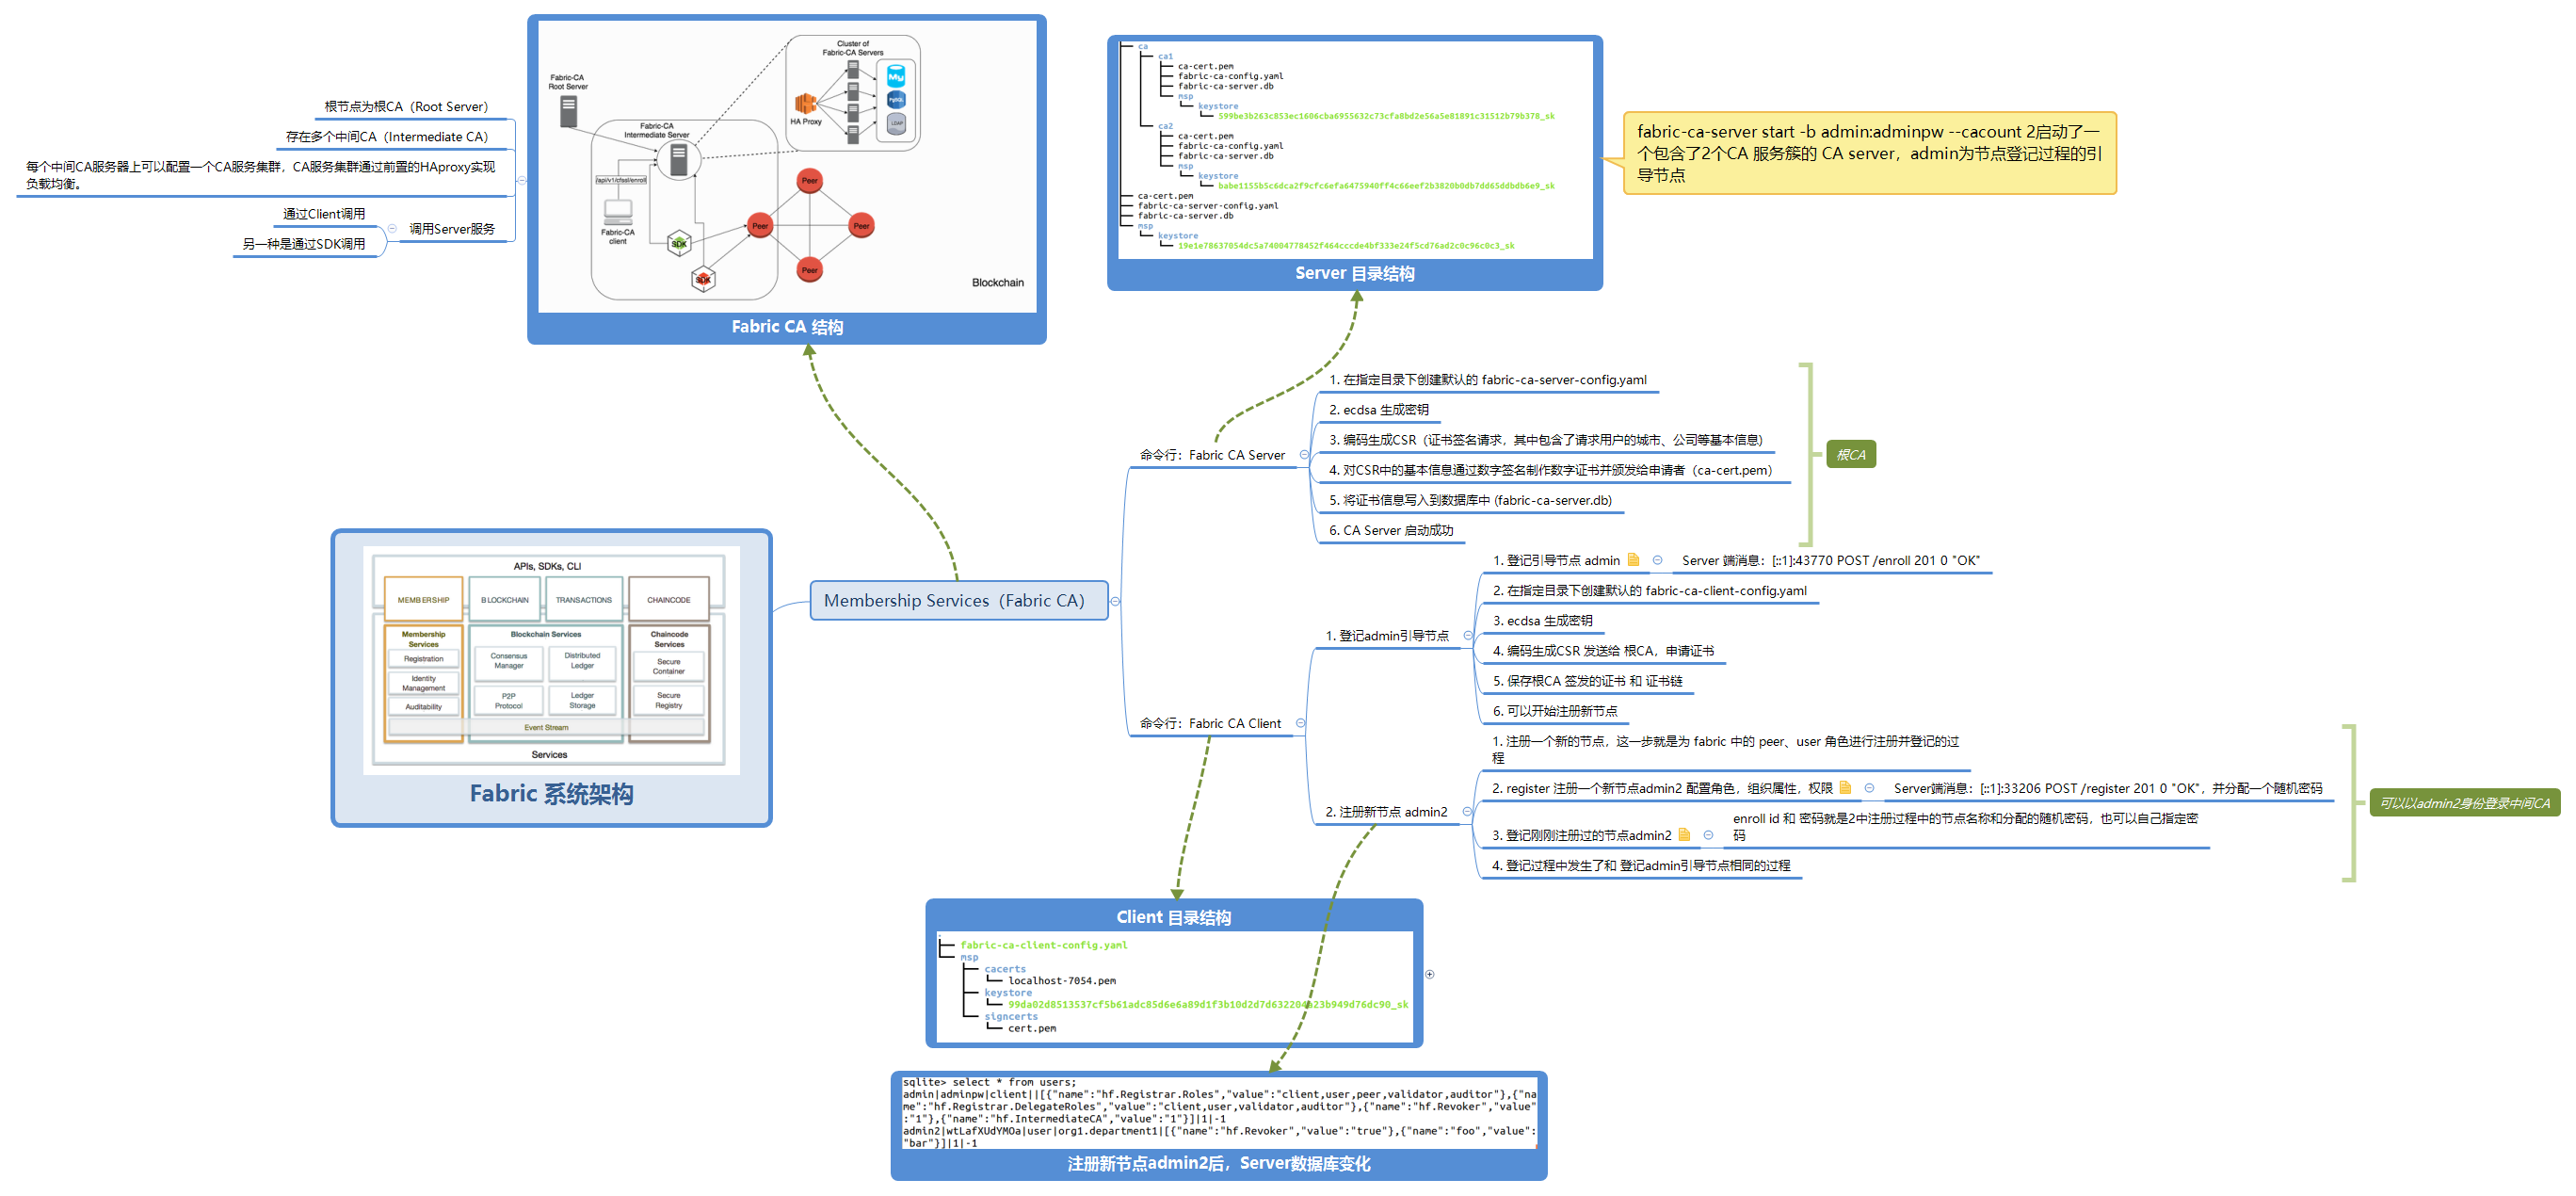 根节点为根CA（Root Server）
存在多个中间CA（Intermediate CA）
每个中间CA服务器上可以配置一个CA服务集群，CA服务集群通过前置的HAproxy实现
负载均衡。
通过Client调用
另一种是通过SDK调用
调用Server服务
Cluster of
Fabric-CA Servers
Fabric-CA
Root Server
HA Proxy
My
PgSQL
LDAP
Fabric-CA
Intermediate Server
/api/v1/cfssl/enroll
Fabric-CA
client
SDK
SDK
Peer
Peer
Peer
Peer
Blockchain
Fabric CA 结构
ca
ca1
ca-cert.pem
fabric-ca-config.yaml
fabric-ca-server.db
msp
keystore
599be3b263c853ec1606cba6955632c73cfa8bd2e56a5e81891c31512b79b378_sk
ca2
ca-cert.pem
fabric-ca-config.yaml
fabric-ca-server.db
msp
keystore
babe1155b5c6dca2f9cfc6efa6475940ff4c66eef2b3820b0db7dd65ddbdb6e9_sk
ca-cert.pem
fabric-ca-server-config.yaml
fabric-ca-server.db
msp
keystore
19e1e78637054dc5a74004778452f464cccde4bf333e24f5cd76ad2c0c96c0c3_sk
Server 目录结构
fabric-ca-server start -b admin:adminpw --cacount 2启动了一
个包含了2个CA 服务簇的 CA server，admin为节点登记过程的引
导节点
命令行：Fabric CA Server
1. 在指定目录下创建默认的 fabric-ca-server-config.yaml
2. ecdsa 生成密钥
3. 编码生成CSR（证书签名请求，其中包含了请求用户的城市、公司等基本信息)
4. 对CSR中的基本信息通过数字签名制作数字证书并颁发给申请者（ca-cert.pem）
5. 将证书信息写入到数据库中 (fabric-ca-server.db)
6. CA Server 启动成功
根CA
APIs, SDKs, CLI
MEMBERSHIP
BLOCKCHAIN
TRANSACTIONS
CHAINCODE
Membership
Services
Registration
Identity
Management
Auditability
Blockchain Services
Consensus
Manager
Distributed
Ledger
P2P
Protocol
Ledger
Storage
Chaincode
Services
Secure
Container
Secure
Registry
Event Stream
Services
Fabric 系统架构
Membership Services（Fabric CA）
命令行：Fabric CA Client
1. 登记admin引导节点
1. 登记引导节点 admin
Server 端消息：[::1]:43770 POST /enroll 201 0 "OK"
2. 在指定目录下创建默认的 fabric-ca-client-config.yaml
3. ecdsa 生成密钥
4. 编码生成CSR 发送给 根CA，申请证书
5. 保存根CA 签发的证书 和 证书链
6. 可以开始注册新节点
2. 注册新节点 admin2
1. 注册一个新的节点，这一步就是为 fabric 中的 peer、user 角色进行注册并登记的过
程
2. register 注册一个新节点admin2 配置角色，组织属性，权限
Server端消息：[::1]:33206 POST /register 201 0 "OK"，并分配一个随机密码
3. 登记刚刚注册过的节点admin2
enroll id 和 密码就是2中注册过程中的节点名称和分配的随机密码，也可以自己指定密
码
4. 登记过程中发生了和 登记admin引导节点相同的过程
可以以admin2身份登录中间CA
Client 目录结构
.
fabric-ca-client-config.yaml
msp
cacerts
localhost-7054.pem
keystore
signcerts
cert.pem
sqlite> select * from users;
admin|adminpw|client||[{"name":"hf.Registrar.Roles","value":"client,user,peer,validator,auditor"},{"na
me":"hf.Registrar.DelegateRoles","value":"client,user,validator,auditor"},{"name":"hf.Revoker","value"
:"1"},{"name":"hf.IntermediateCA","value":"1"}]|1|-1
admin2|wtLafXUdYMOa|user|org1.department1|[{"name":"hf.Revoker","value":"true"},{"name":"foo","value":
"bar"}]|1|-1
注册新节点admin2后，Server数据库变化